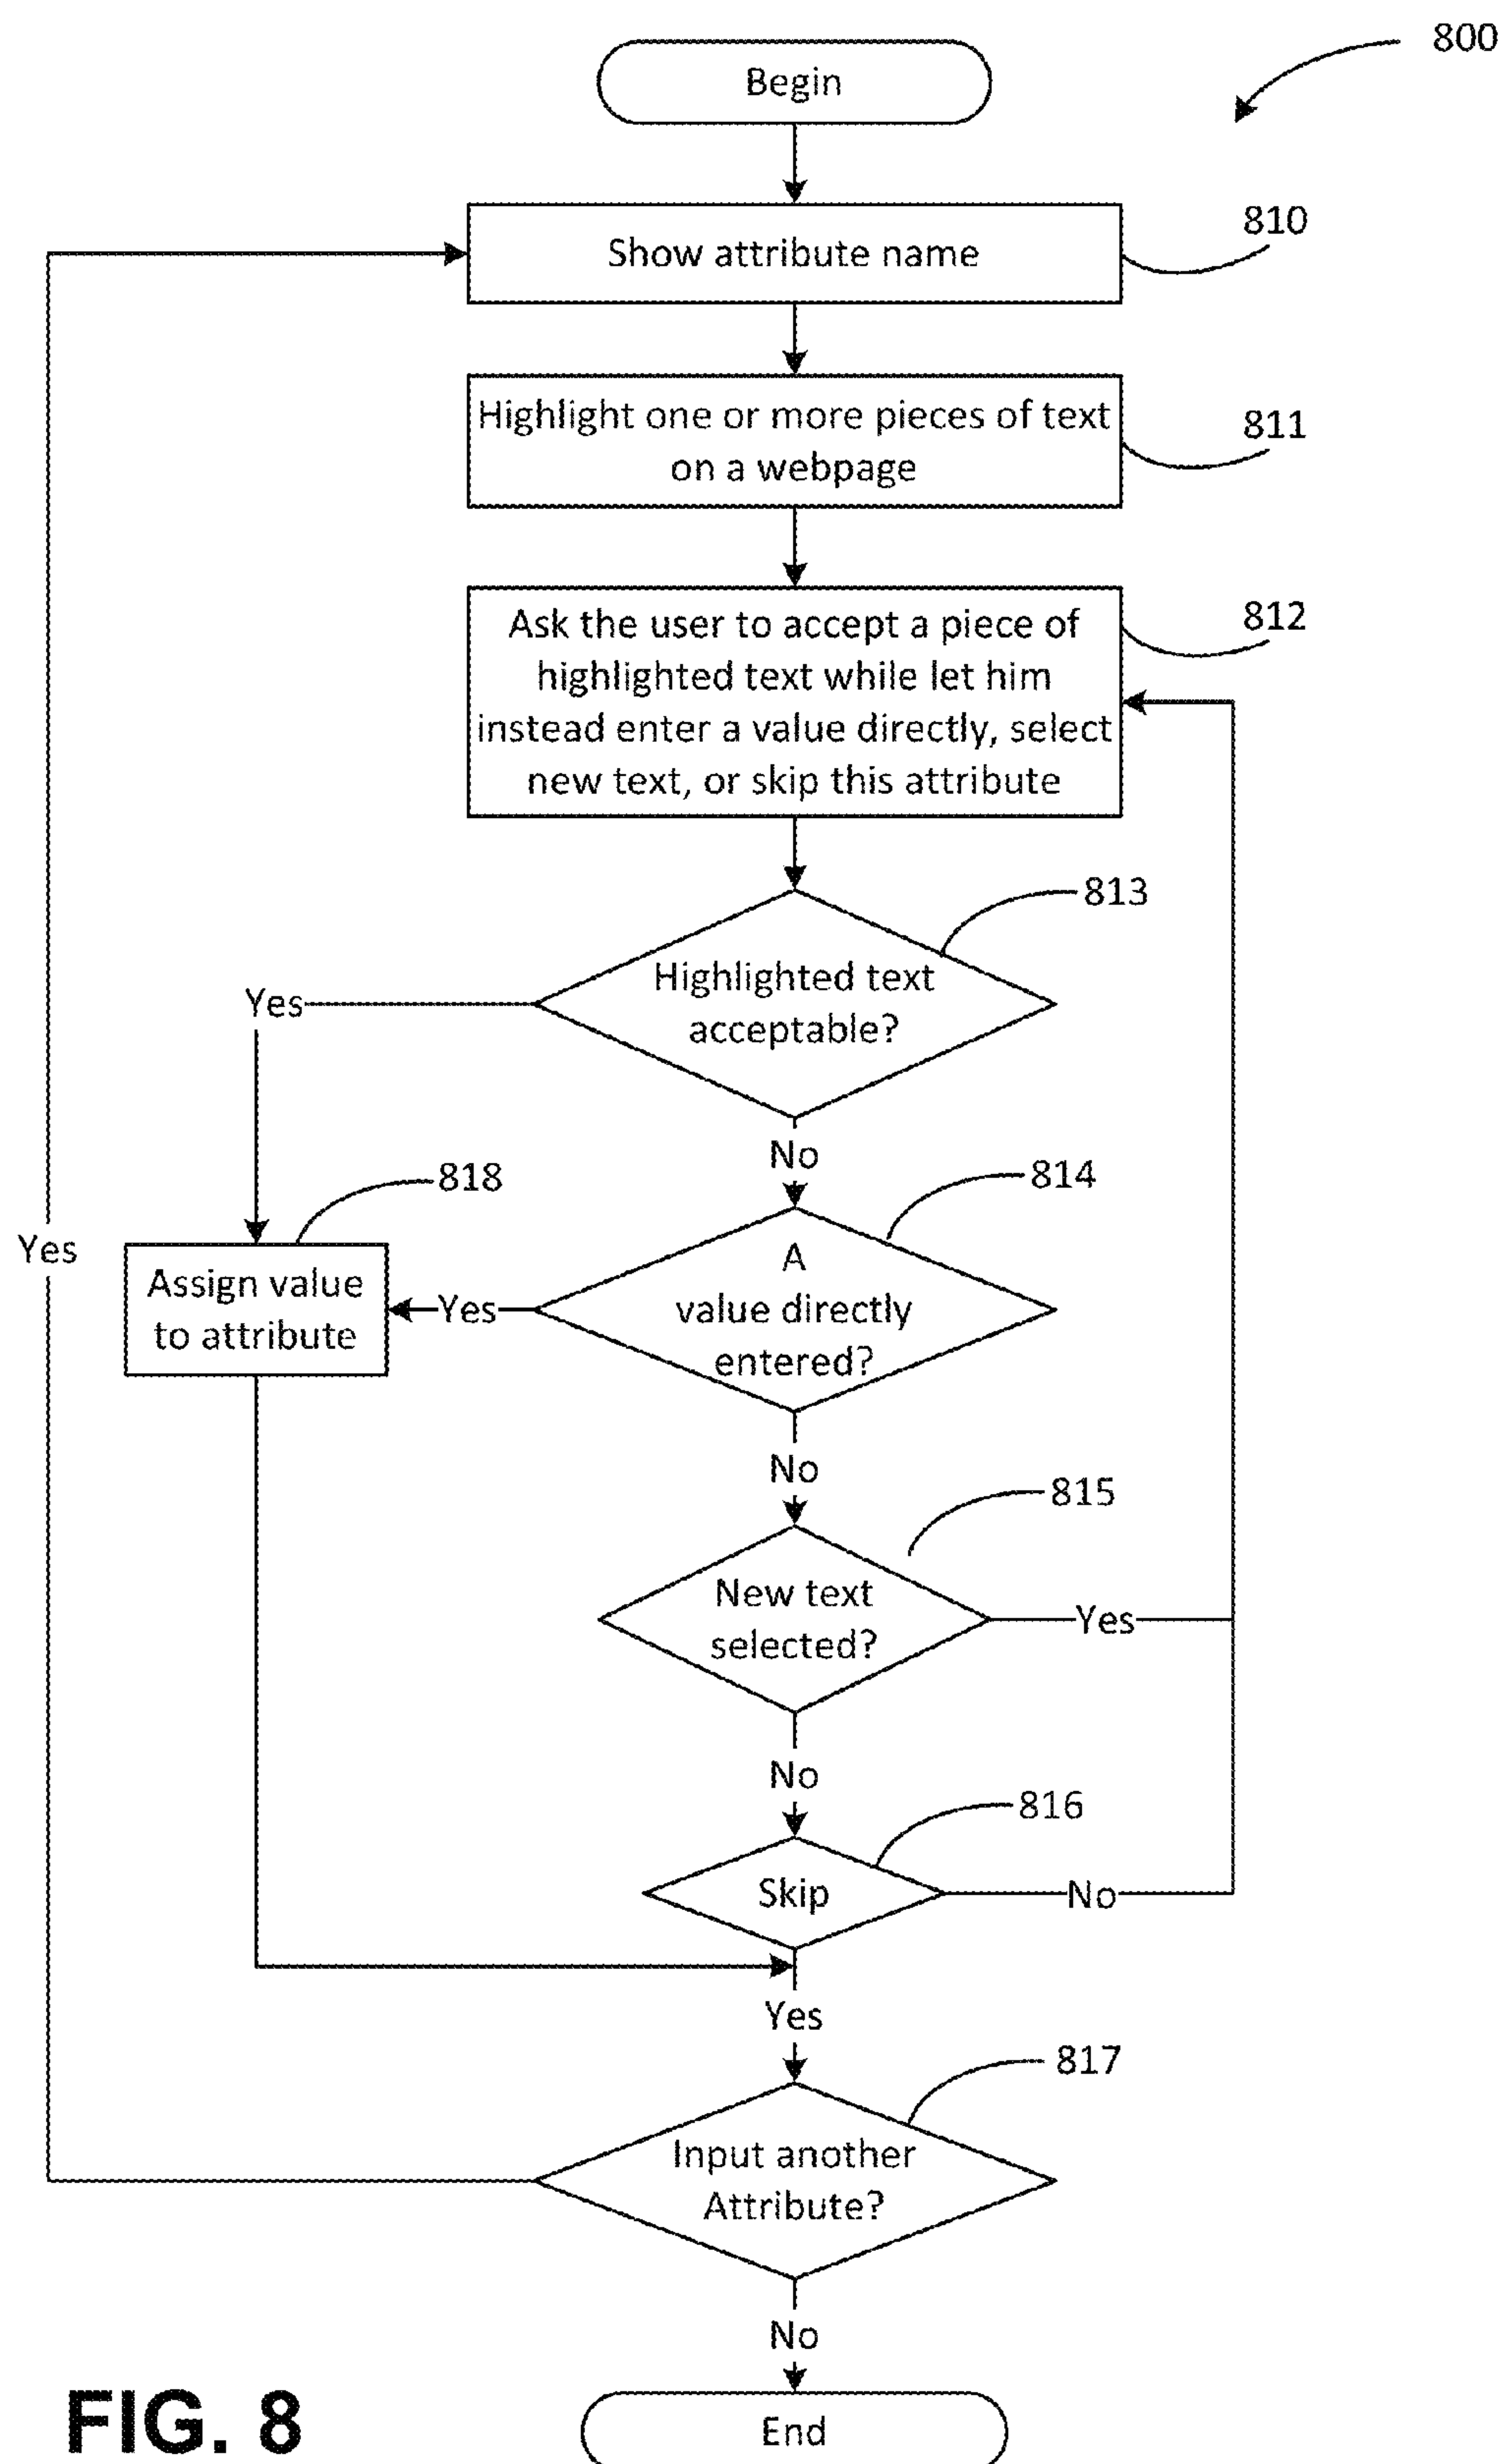 800
Begin
Show attribute name
810
Highlight one or more pieces of text
on a webpage
811
Ask the user to accept a piece of
highlighted text while let him
instead enter a value directly, select
new text, or skip this attribute
812
813
Highlighted text
acceptable?
Yes
No
818
814
Yes
Assign value
to attribute
Yes
A
value directly
entered?
No
815
New text
selected?
Yes
No
816
Skip
No
Yes
817
Input another
Attribute?
No
End
FIG. 8